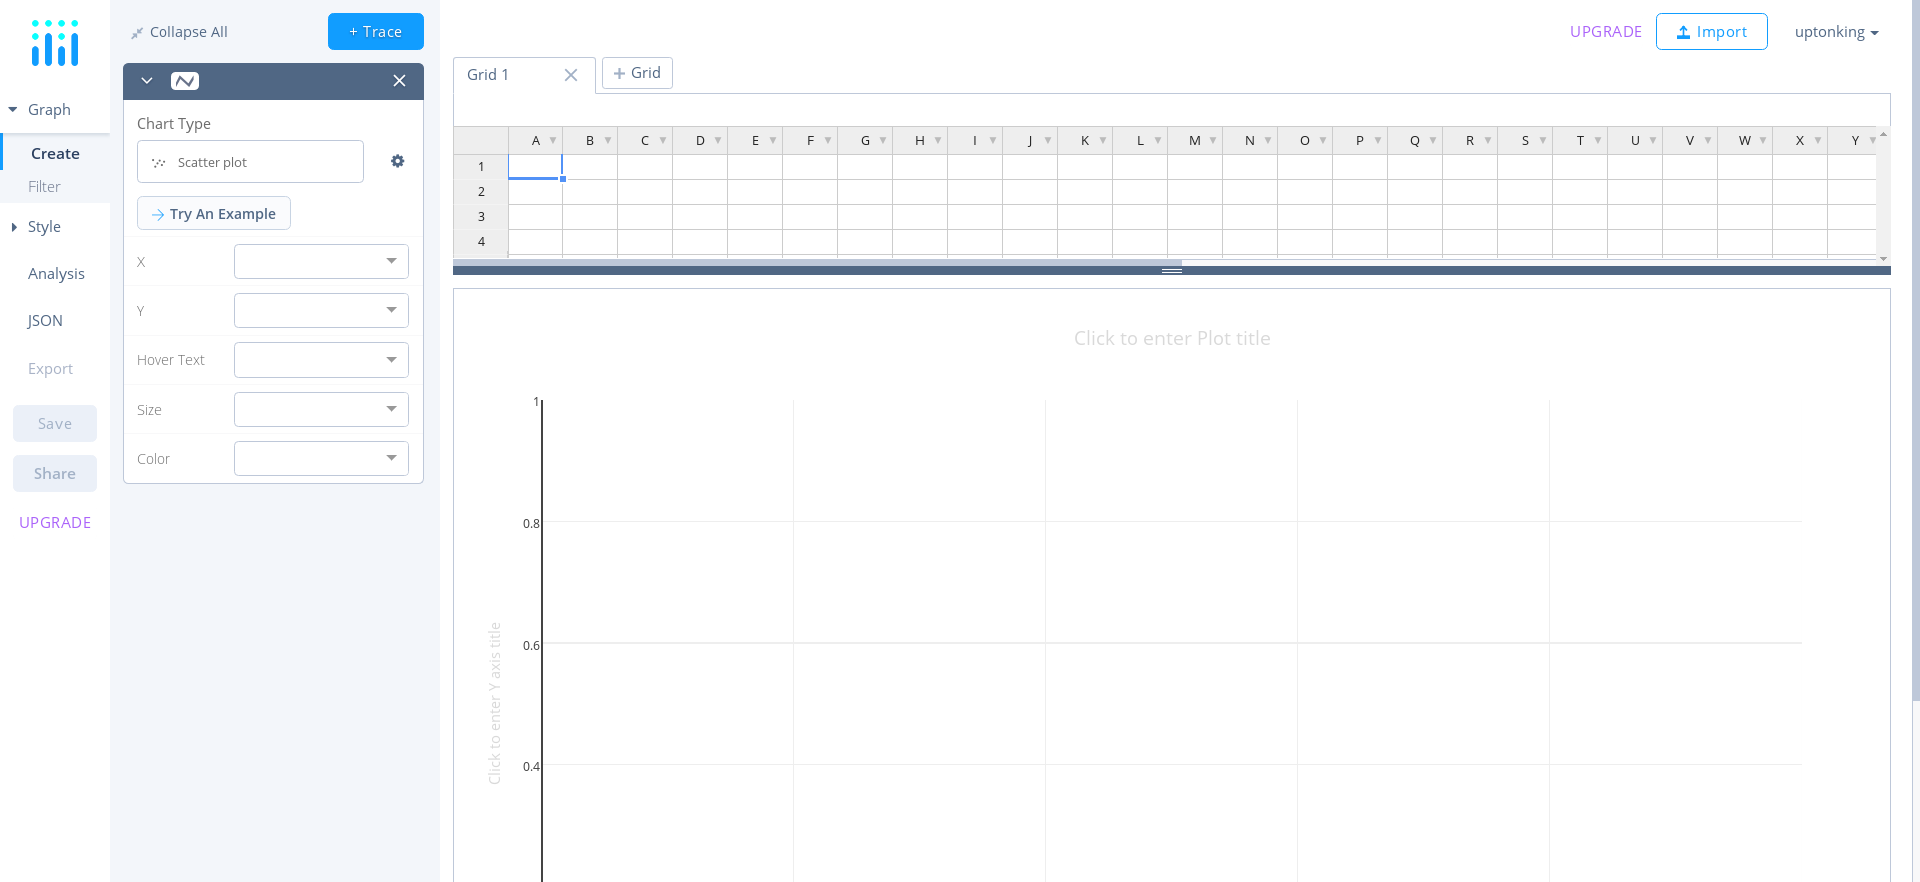 Collapse All
+ Trace
UPGRADE
Import
uptonking
Grid 1
+ Grid
Graph
Create
Filter
Style
Analysis
JSON
Export
Save
Share
UPGRADE
Chart Type
Scatter plot
Try An Example
X
Y
Hover Text
Size
Color
A B C D E F G H I J K L M N O P Q R S T U V W X Y
1
2
3
4
Click to enter Plot title
1
0.8
0.6
0.4
Click to enter Y axis title